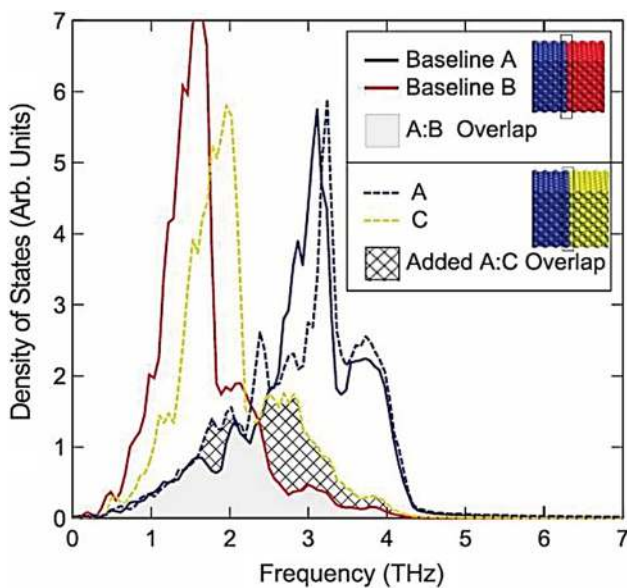 7
6
5
4
3
2
1
0
Density of States (Arb. Units)
Baseline A
Baseline B
A:B Overlap
A
C
Added A:C Overlap
0 1 2 3 4 5 6 7
Frequency (THz)